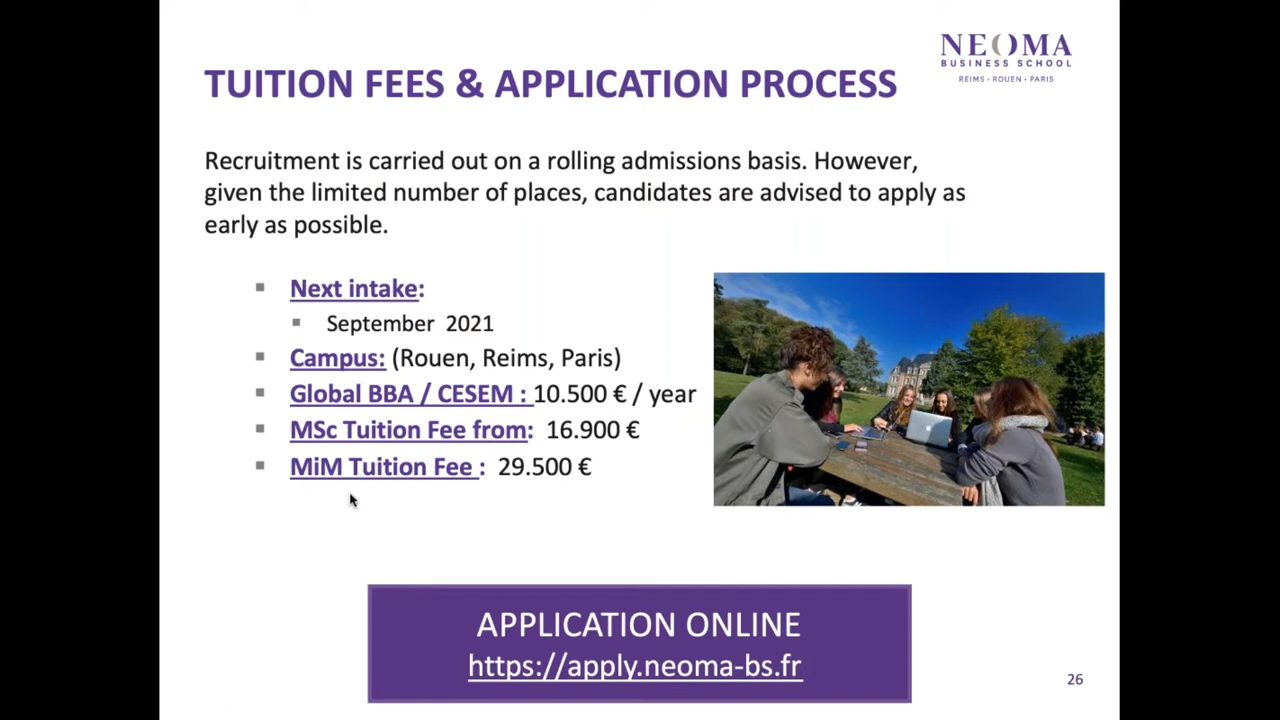 NEOMA
BUSINESS SCHOOL
REIMS • ROUEN • PARIS
TUITION FEES & APPLICATION PROCESS
Recruitment is carried out on a rolling admissions basis. However,
given the limited number of places, candidates are advised to apply as
early as possible.
Next intake:
September 2021
Campus: (Rouen, Reims, Paris)
Global BBA / CESEM : 10.500 € / year
MSc Tuition Fee from: 16.900 €
MiM Tuition Fee : 29.500 €
APPLICATION ONLINE
https://apply.neoma-bs.fr
26